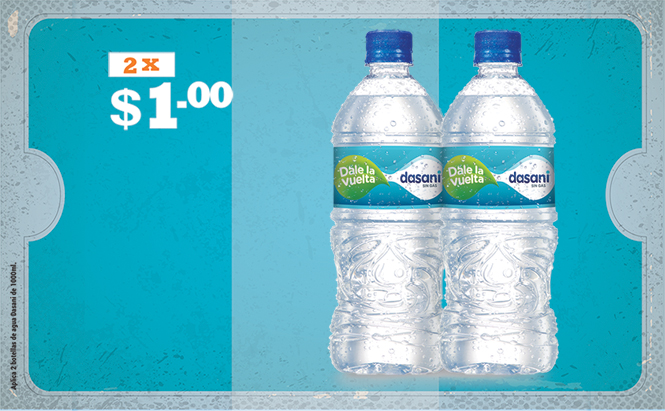 2 x
$1.00
Dale la
Vuelta
dasani
SIN GAS
Dale la
Vuelta
dasani
SIN GAS
Aplica 2 botellas de agua Dasani de 1000ml.